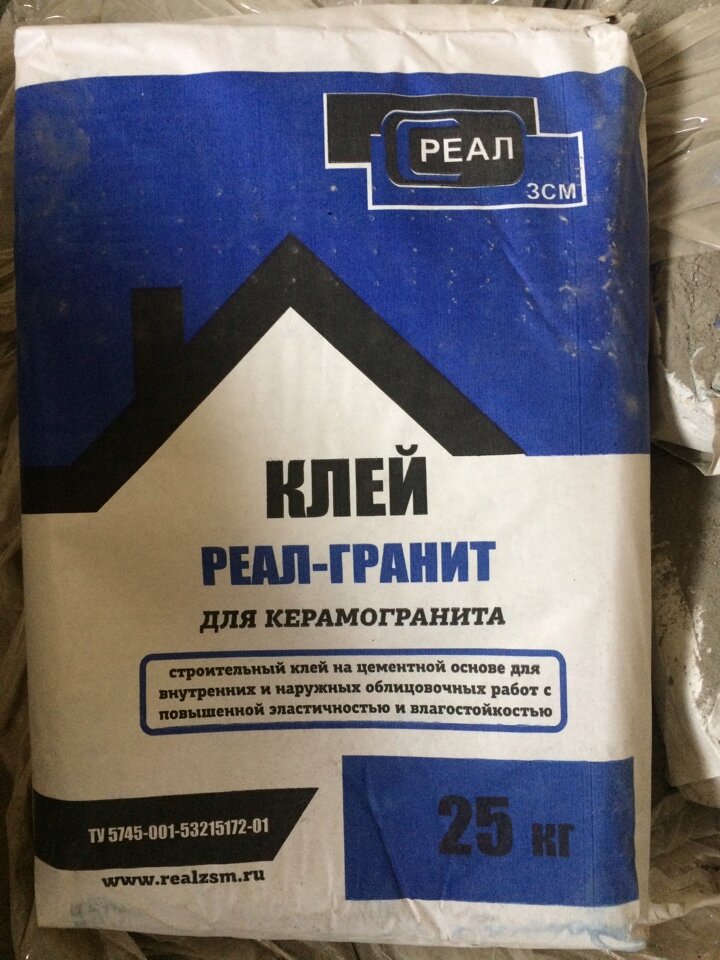 РЕАЛ
ЗСМ
КЛЕЙ
РЕАЛ-ГРАНИТ
ДЛЯ КЕРАМОГРАНИТА
строительный клей на цементной основе для
внутренних и наружных облицовочных работ с
повышенной эластичностью и влагостойкостью
ТУ 5745-001-53215172-01
25 кг
www.realzsm.ru